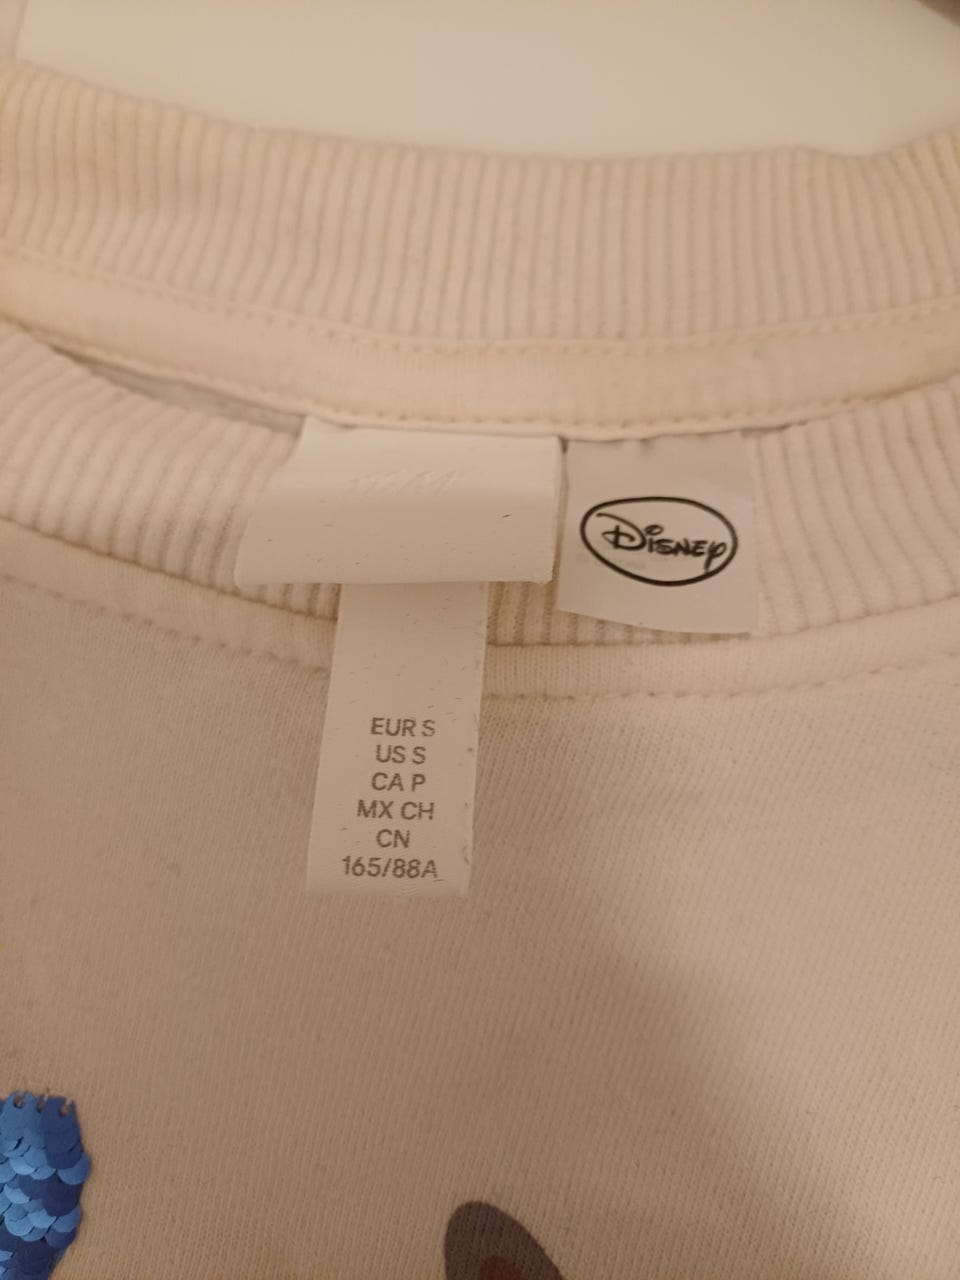 DISNEY
EUR S
US S
CA P
MX CH
CN
165/88A